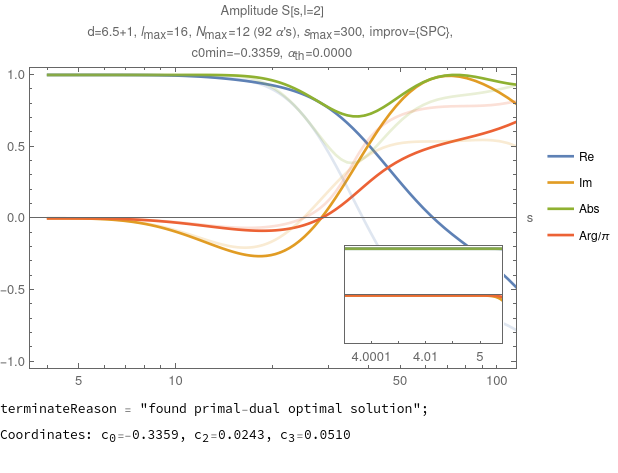 Amplitude S[s,l=2]
d=6.5+1, lmax=16, Nmax=12 (92 α's), smax=300, improv={SPC},
c0min=−0.3359, αth=0.0000
1.0
0.5
0.0
−0.5
−1.0
5
10
50
100
s
4.0001
4.01
5
Re
Im
Abs
Arg/π
terminateReason = "found primal-dual optimal solution";
Coordinates: c0=-0.3359, c2=0.0243, c3=0.0510